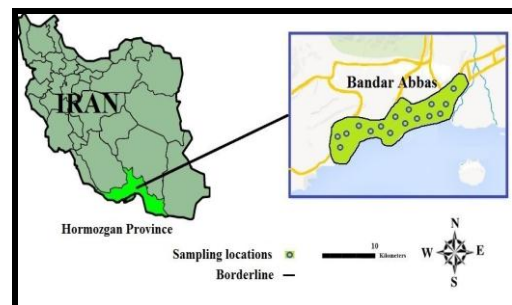 IRAN
Bandar Abbas
Hormozgan Province
Sampling locations
10
Kilometers
Borderline
N
W E
S